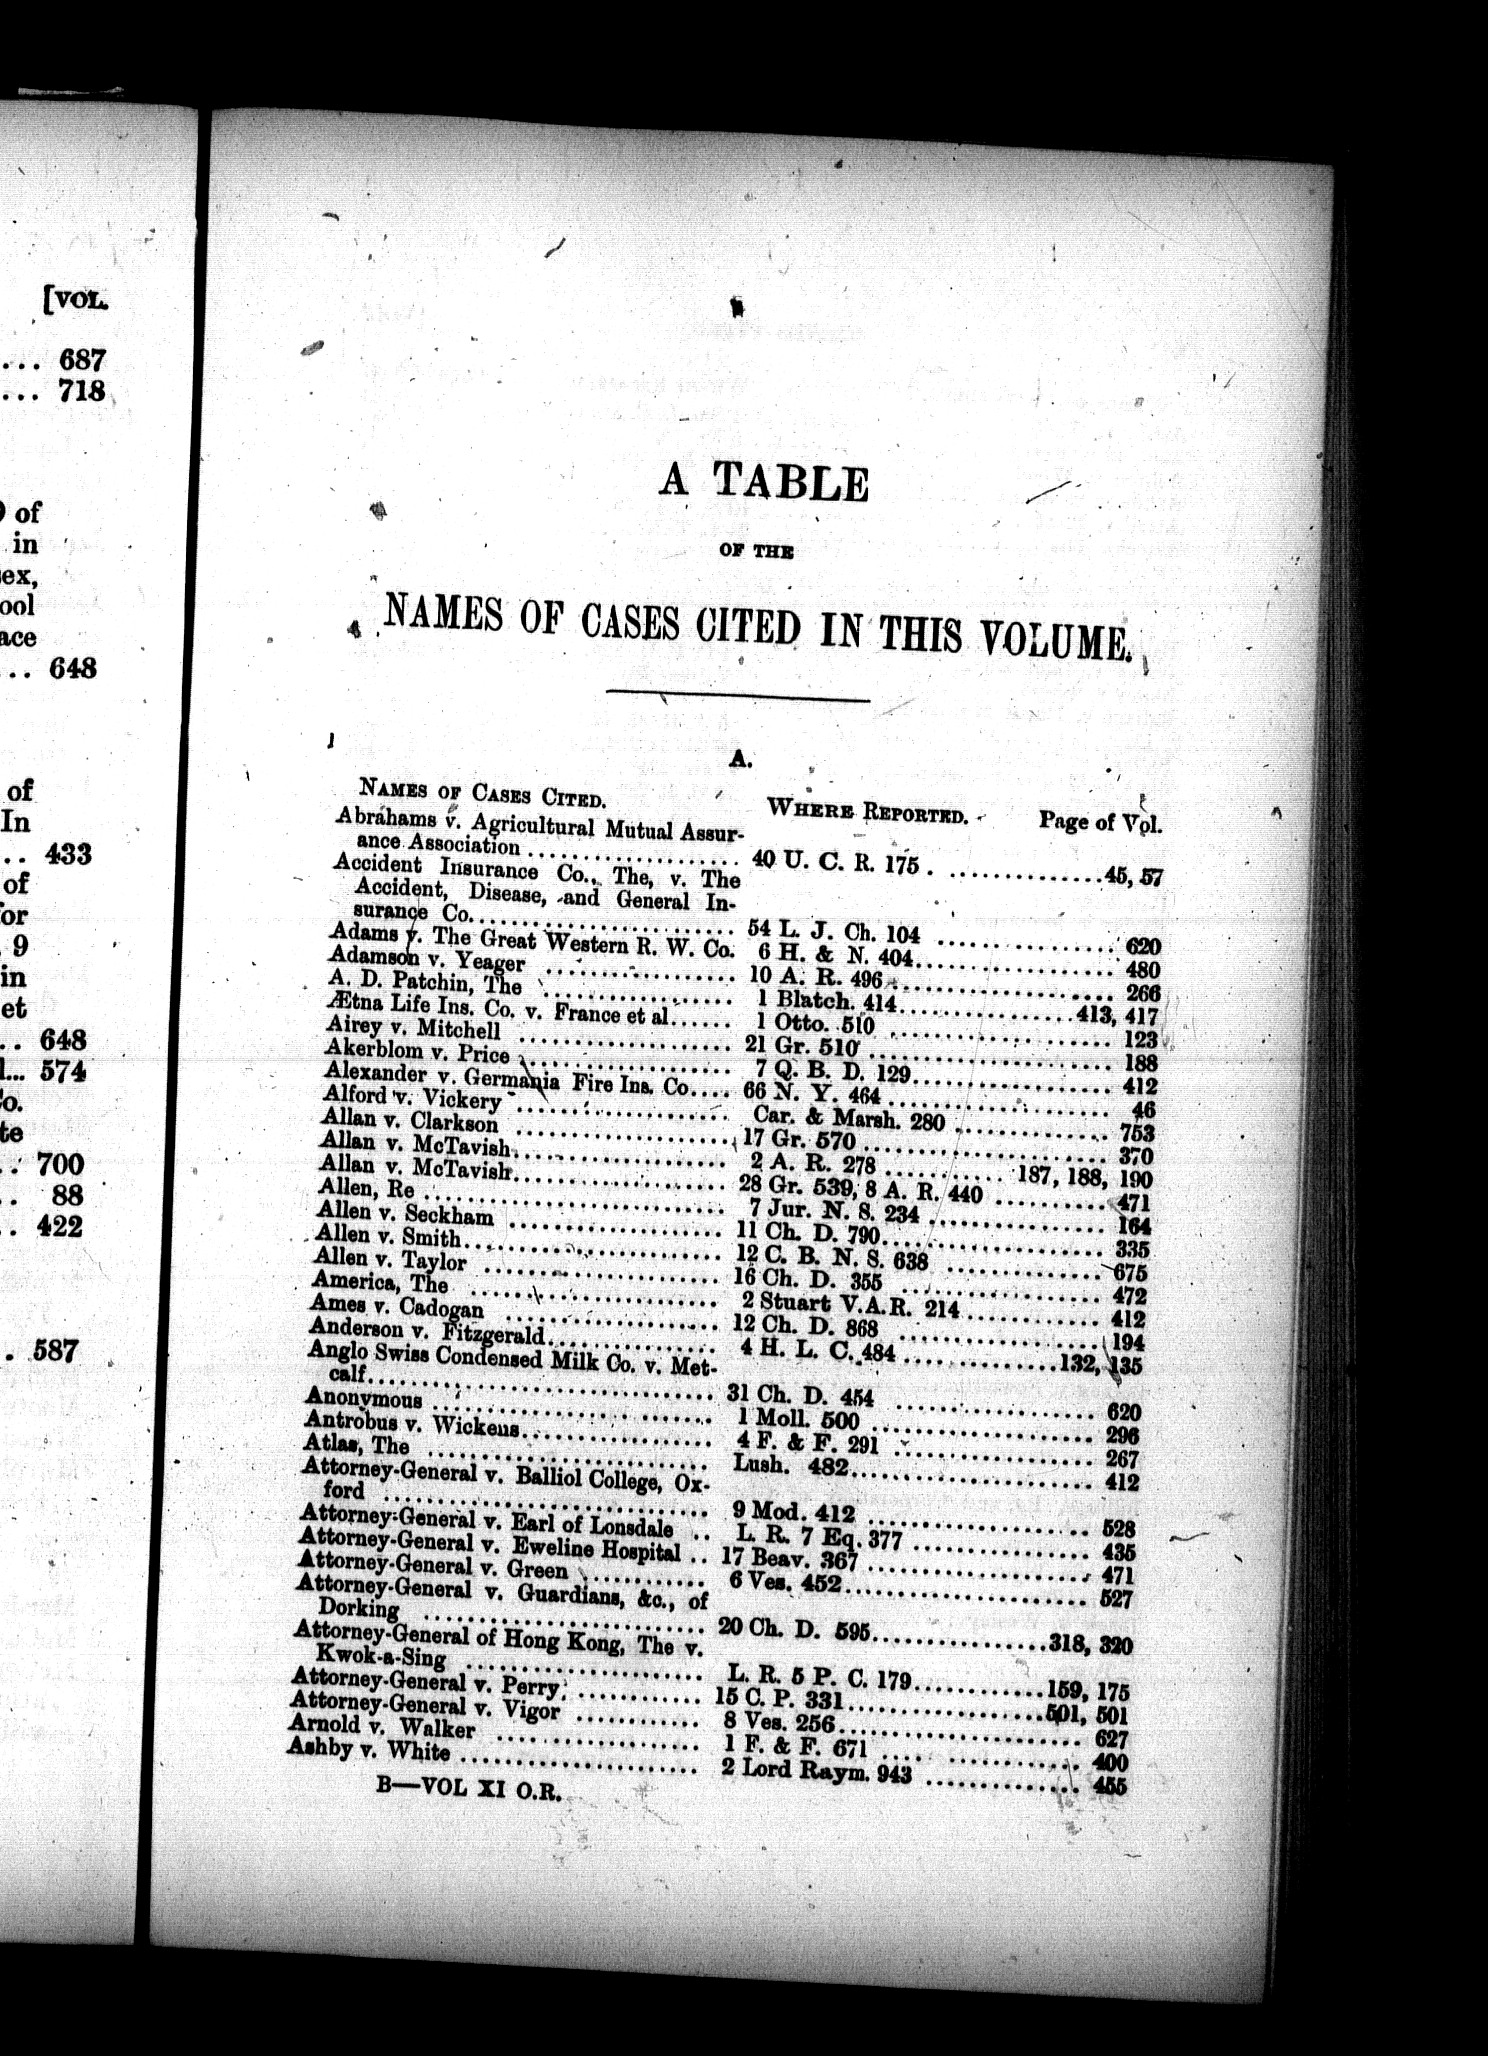 [VOL.
... 687
... 718
of
in
ex,
ool
ace
.. 648
of
In
.. 433
of
or
9
in
et
.. 648
... 574
o.
te
.. 700
.. 88
.. 422
. 587
A TABLE
OF THE
NAMES OF CASES CITED IN THIS VOLUME.
A.
NAMES OF CASES CITED. WHERE REPORTED. Page of Vol.
Abrahams v. Agricultural Mutual Assur-
ance Association .................... 40 U. C. R. 175 ................ 45, 57
Accident Insurance Co., The, v. The
Accident, Disease, and General In-
surance Co......................... 54 L. J. Ch. 104 ................ 620
Adams v. The Great Western R. W. Co. 6 H. & N. 404................... 480
Adamson v. Yeager ................. 10 A. R. 496.................... 266
A. D. Patchin, The ................. 1 Blatch. 414................413, 417
Ætna Life Ins. Co. v. France et al...... 1 Otto. 510 .................... 123
Airey v. Mitchell .................... 21 Gr. 510 ..................... 188
Akerblom v. Price .................... 7 Q. B. D. 129.................. 412
Alexander v. Germania Fire Ins. Co.... 66 N. Y. 464 .................... 46
Alford v. Vickery .................... Car. & Marsh. 280 .............. 753
Allan v. Clarkson .................... 17 Gr. 570 ...................... 370
Allan v. McTavish.................... 2 A. R. 278 ............ 187, 188, 190
Allan v. McTavish.................... 28 Gr. 539, 8 A. R. 440 .......... 471
Allen, Re ........................... 7 Jur. N. S. 234 ................ 164
Allen v. Seckham .................... 11 Ch. D. 790.................... 335
Allen v. Smith....................... 12 C. B. N. S. 638 .............. 675
Allen v. Taylor ..................... 16 Ch. D. 355 .................. 472
America, The ....................... 2 Stuart V.A.R. 214.............. 412
Ames v. Cadogan .................... 12 Ch. D. 868 .................. 194
Anderson v. Fitzgerald................ 4 H. L. C. 484 .............. 132, 135
Anglo Swiss Condensed Milk Co. v. Met-
calf............................... 31 Ch. D. 454 .................. 620
Anonymous ......................... 1 Moll. 500 .................... 296
Antrobus v. Wickens.................. 4 F. & F. 291 .................. 267
Atlas, The .......................... Lush. 482...................... 412
Attorney-General v. Balliol College, Ox-
ford .............................. 9 Mod. 412 .................... 528
Attorney-General v. Earl of Lonsdale .. L. R. 7 Eq. 377 ................ 435
Attorney-General v. Ewelme Hospital .. 17 Beav. 367 .................... 471
Attorney-General v. Green ............ 6 Ves. 452...................... 527
Attorney-General v. Guardians, &c., of
Dorking .......................... 20 Ch. D. 595................318, 320
Attorney-General of Hong Kong, The v.
Kwok-a-Sing ...................... L. R. 5 P. C. 179............159, 175
Attorney-General v. Perry ............ 15 C. P. 331..................501, 501
Attorney-General v. Vigor ............ 8 Ves. 256...................... 627
Arnold v. Walker .................... 1 F. & F. 671 .................. 400
Ashby v. White ...................... 2 Lord Raym. 943 .............. 455
B—VOL XI O.R.